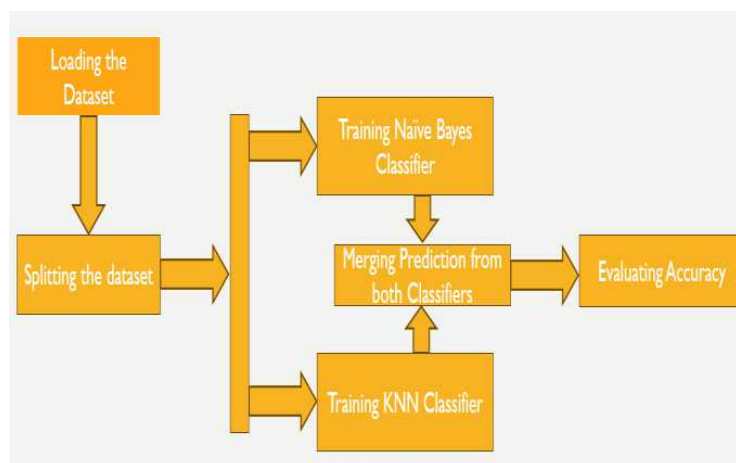 Loading the
Dataset
Splitting the dataset
Training Naïve Bayes
Classifier
Merging Prediction from
both Classifiers
Training KNN Classifier
Evaluating Accuracy